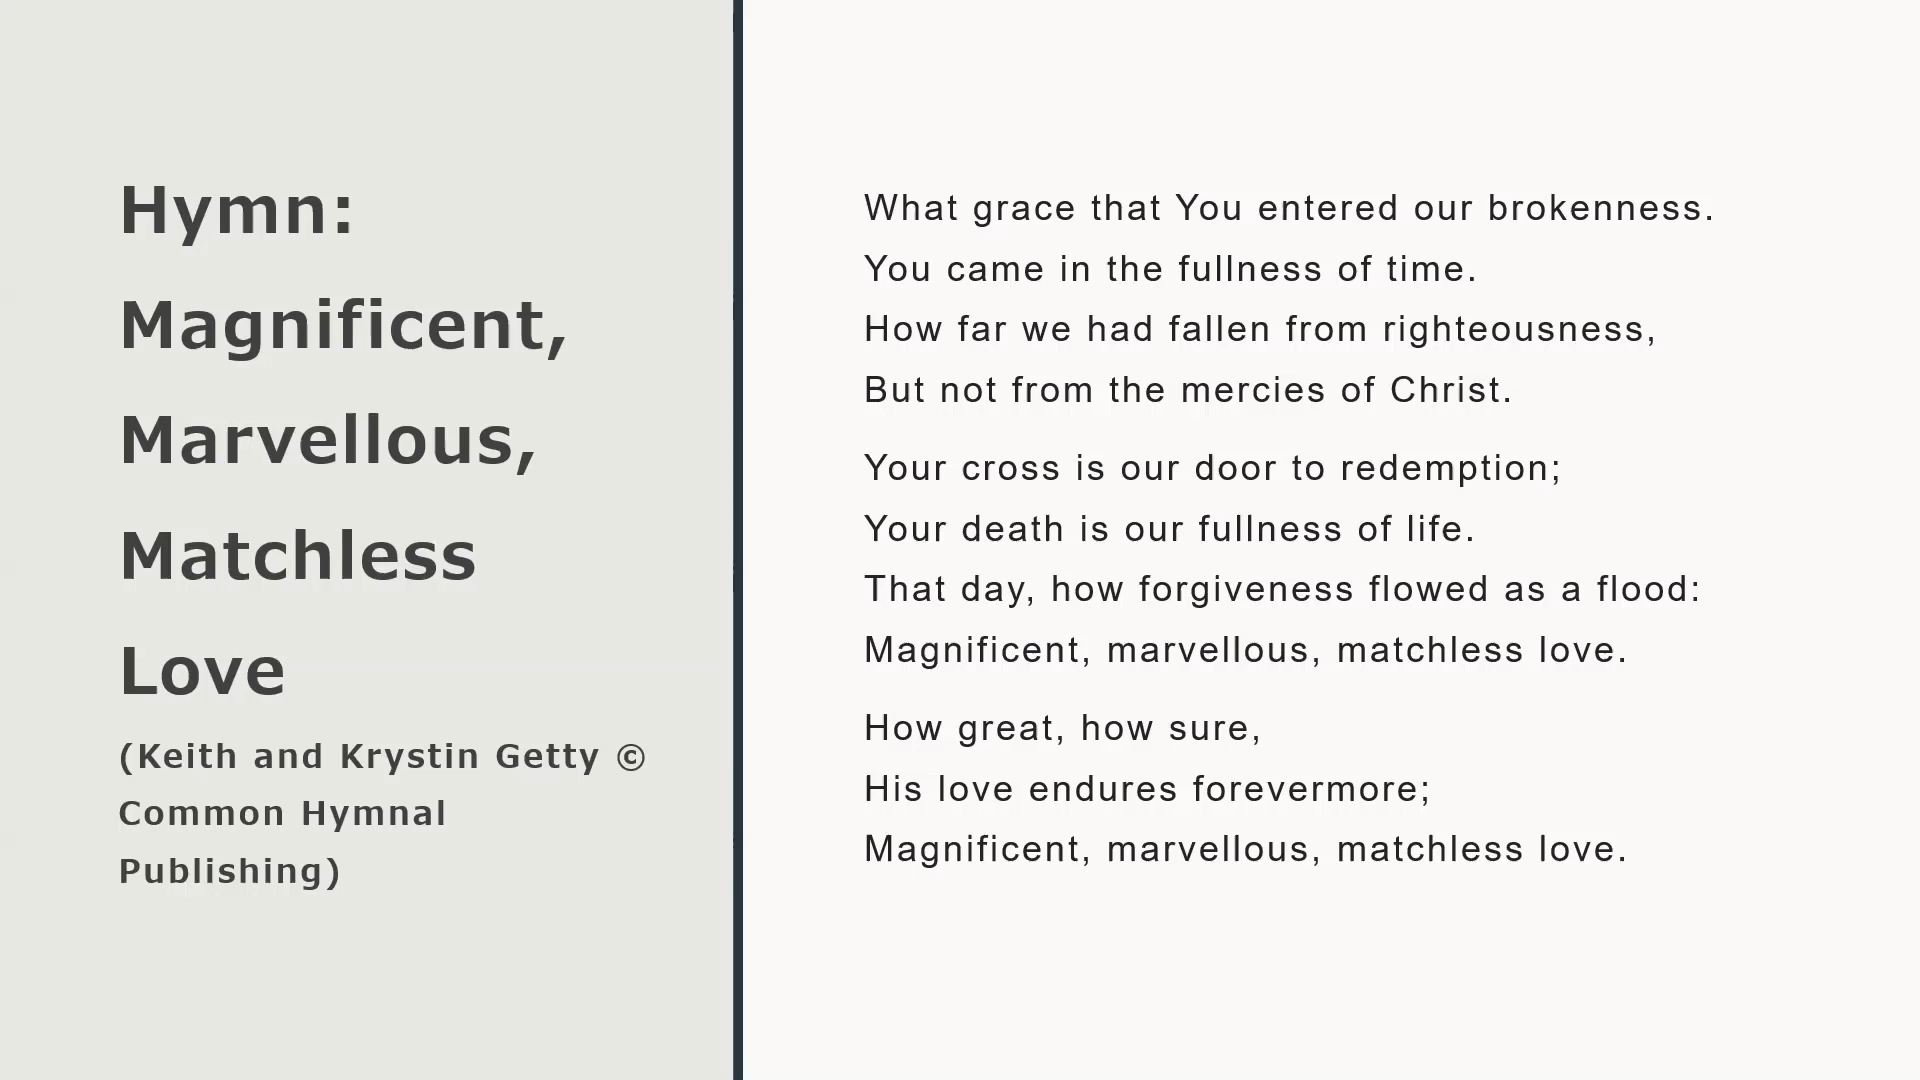 Hymn:
Magnificent,
Marvellous,
Matchless
Love
(Keith and Krystin Getty ©
Common Hymnal
Publishing)
What grace that You entered our brokenness.
You came in the fullness of time.
How far we had fallen from righteousness,
But not from the mercies of Christ.
Your cross is our door to redemption;
Your death is our fullness of life.
That day, how forgiveness flowed as a flood:
Magnificent, marvellous, matchless love.
How great, how sure,
His love endures forevermore;
Magnificent, marvellous, matchless love.